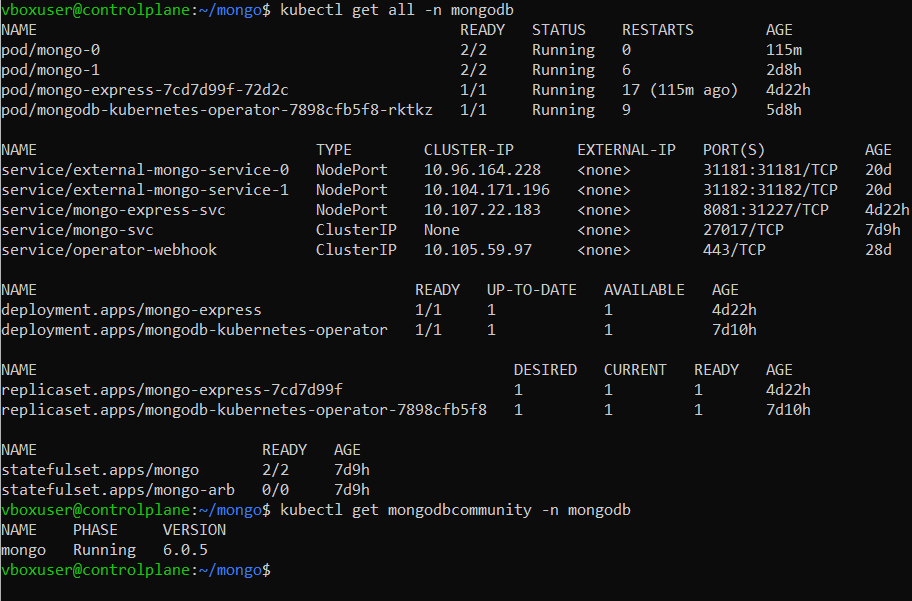 vboxuser@controlplane:~/mongo$ kubectl get all -n mongodb
NAME READY STATUS RESTARTS AGE
pod/mongo-0 2/2 Running 0 115m
pod/mongo-1 2/2 Running 6 2d8h
pod/mongo-express-7cd7d99f-72d2c 1/1 Running 17 (115m ago) 4d22h
pod/mongodb-kubernetes-operator-7898cfb5f8-rktkz 1/1 Running 9 5d8h
NAME TYPE CLUSTER-IP EXTERNAL-IP PORT(S) AGE
service/external-mongo-service-0 NodePort 10.96.164.228 <none> 31181:31181/TCP 20d
service/external-mongo-service-1 NodePort 10.104.171.196 <none> 31182:31182/TCP 20d
service/mongo-express-svc NodePort 10.107.22.183 <none> 8081:31227/TCP 4d22h
service/mongo-svc ClusterIP None <none> 27017/TCP 7d9h
service/operator-webhook ClusterIP 10.105.59.97 <none> 443/TCP 28d
NAME READY UP-TO-DATE AVAILABLE AGE
deployment.apps/mongo-express 1/1 1 1 4d22h
deployment.apps/mongodb-kubernetes-operator 1/1 1 1 7d10h
NAME DESIRED CURRENT READY AGE
replicaset.apps/mongo-express-7cd7d99f 1 1 1 4d22h
replicaset.apps/mongodb-kubernetes-operator-7898cfb5f8 1 1 1 7d10h
NAME READY AGE
statefulset.apps/mongo 2/2 7d9h
statefulset.apps/mongo-arb 0/0 7d9h
vboxuser@controlplane:~/mongo$ kubectl get mongodbcommunity -n mongodb
NAME PHASE VERSION
mongo Running 6.0.5
vboxuser@controlplane:~/mongo$